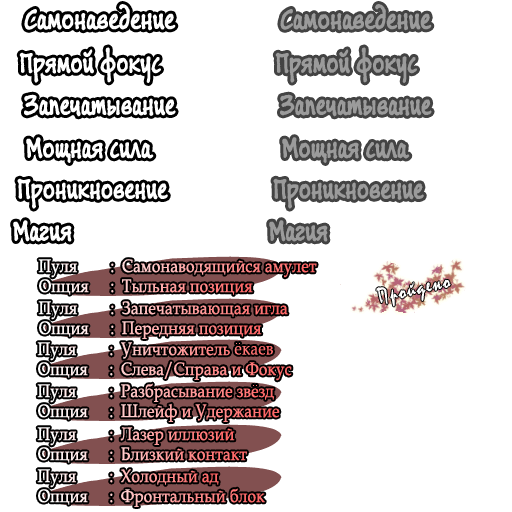 Самонаведение Самонаведение
Прямой фокус Прямой фокус
Запечатывание Запечатывание
Мощная сила Мощная сила
Проникновение Проникновение
Магия Магия
Пуля : Самонаводящийся амулет
Опция : Тыльная позиция
Пуля : Запечатывающая игла
Опция : Передняя позиция
Пуля : Уничтожитель ёкаев
Опция : Слева/Справа и Фокус
Пуля : Разбрасывание звёзд
Опция : Шлейф и Удержание
Пуля : Лазер иллюзий
Опция : Близкий контакт
Пуля : Холодный ад
Опция : Фронтальный блок
Пройдено